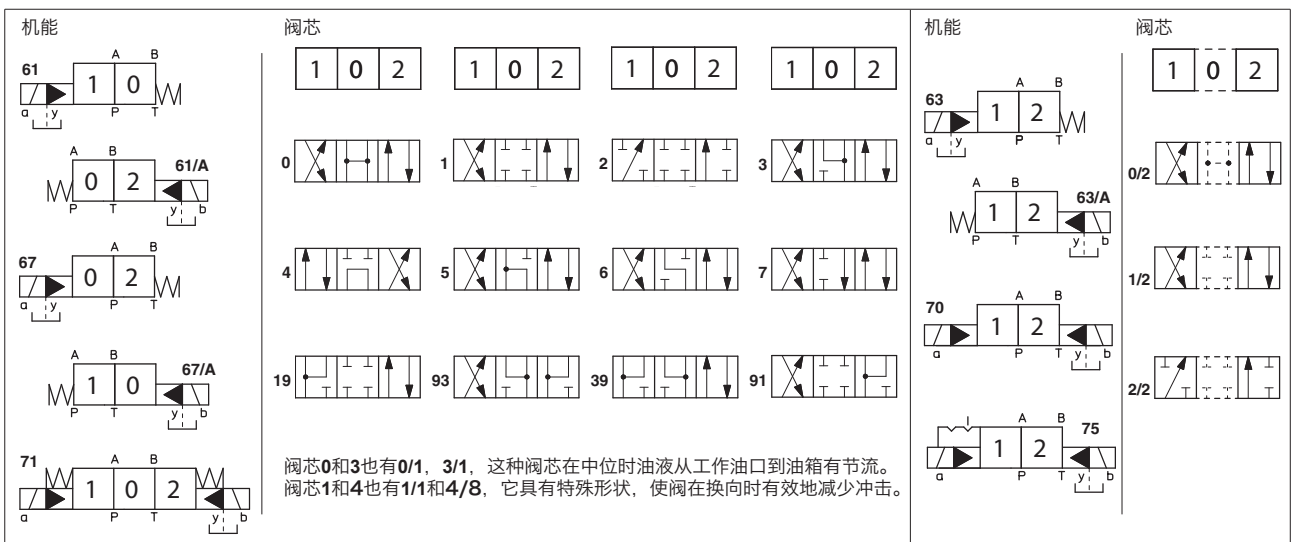 机能
阀芯
机能
阀芯
A B
61
1 0
a y P T
A B
61/A
0 2
P T y b
A B
67
0 2
a y P T
A B
67/A
1 0
P T y b
A B
71
1 0 2
a P T y b
1 0 2
1 0 2
1 0 2
1 0 2
0
1
2
3
4
5
6
7
19
93
39
91
阀芯0和3也有0/1，3/1，这种阀芯在中位时油液从工作油口到油箱有节流。
阀芯1和4也有1/1和4/8，它具有特殊形状，使阀在换向时有效地减少冲击。
A B
63
1 2
a y P T
A B
63/A
1 2
P T y b
A B
70
1 2
a P T y b
A B
75
1 2
a P T y b
1 0 2
0/2
1/2
2/2